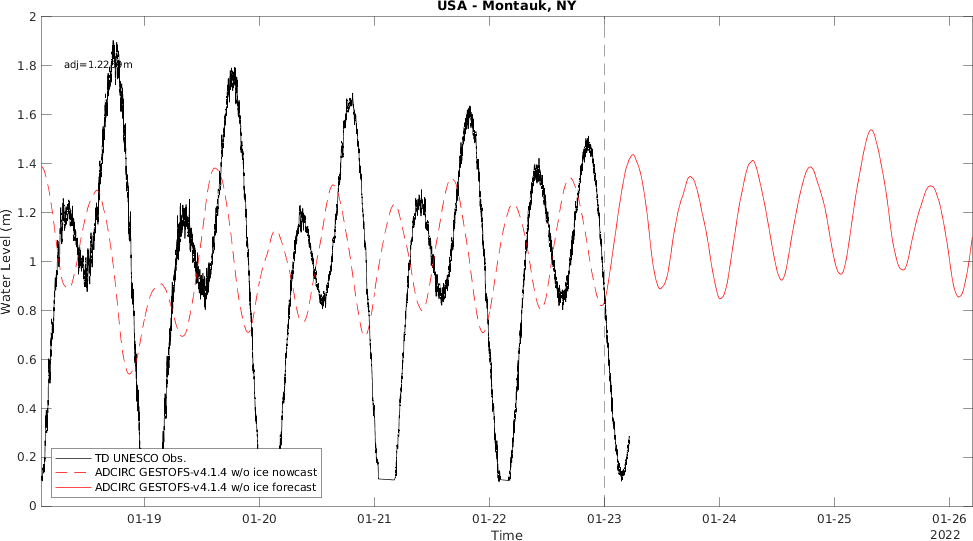 USA - Montauk, NY
2
1.8
1.6
1.4
1.2
1
0.8
0.6
0.4
0.2
0
Water Level (m)
TD UNESCO Obs.
ADCIRC GESTOFS-v4.1.4 w/o ice nowcast
ADCIRC GESTOFS-v4.1.4 w/o ice forecast
01-19 01-20 01-21 01-22 01-23 01-24 01-25 01-26
Time
2022